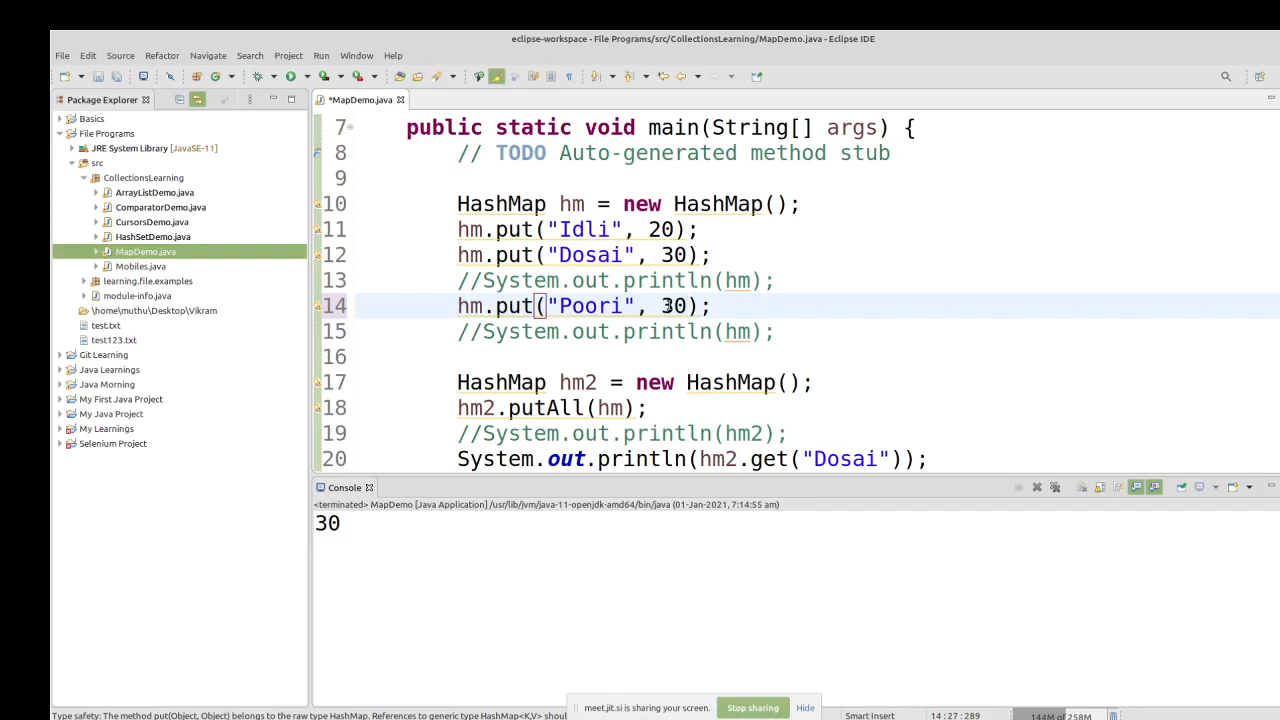 eclipse-workspace - File Programs/src/CollectionsLearning/MapDemo.java - Eclipse IDE
File Edit Source Refactor Navigate Search Project Run Window Help
Package Explorer
*MapDemo.java
Basics
File Programs
JRE System Library [JavaSE-11]
src
CollectionsLearning
ArrayListDemo.java
ComparatorDemo.java
CursorsDemo.java
HashSetDemo.java
MapDemo.java
Mobiles.java
learning.file.examples
module-info.java
\home\muthu\Desktop\Vikram
test.txt
test123.txt
Git Learning
Java Learnings
Java Morning
My First Java Project
My Java Project
My Learnings
Selenium Project
7 public static void main(String[] args) {
8 // TODO Auto-generated method stub
9
10 HashMap hm = new HashMap();
11 hm.put("Idli", 20);
12 hm.put("Dosai", 30);
13 //System.out.println(hm);
14 hm.put("Poori", 30);
15 //System.out.println(hm);
16
17 HashMap hm2 = new HashMap();
18 hm2.putAll(hm);
19 //System.out.println(hm2);
20 System.out.println(hm2.get("Dosai"));
Console
<terminated> MapDemo [Java Application] /usr/lib/jvm/java-11-openjdk-amd64/bin/java (01-Jan-2021, 7:14:55 am)
30
meet.jit.si is sharing your screen. Stop sharing Hide
Type safety: The method put(Object, Object) belongs to the raw type HashMap. References to generic type HashMap<K,V> shoul
Smart Insert 14:27:289 144M of 258M